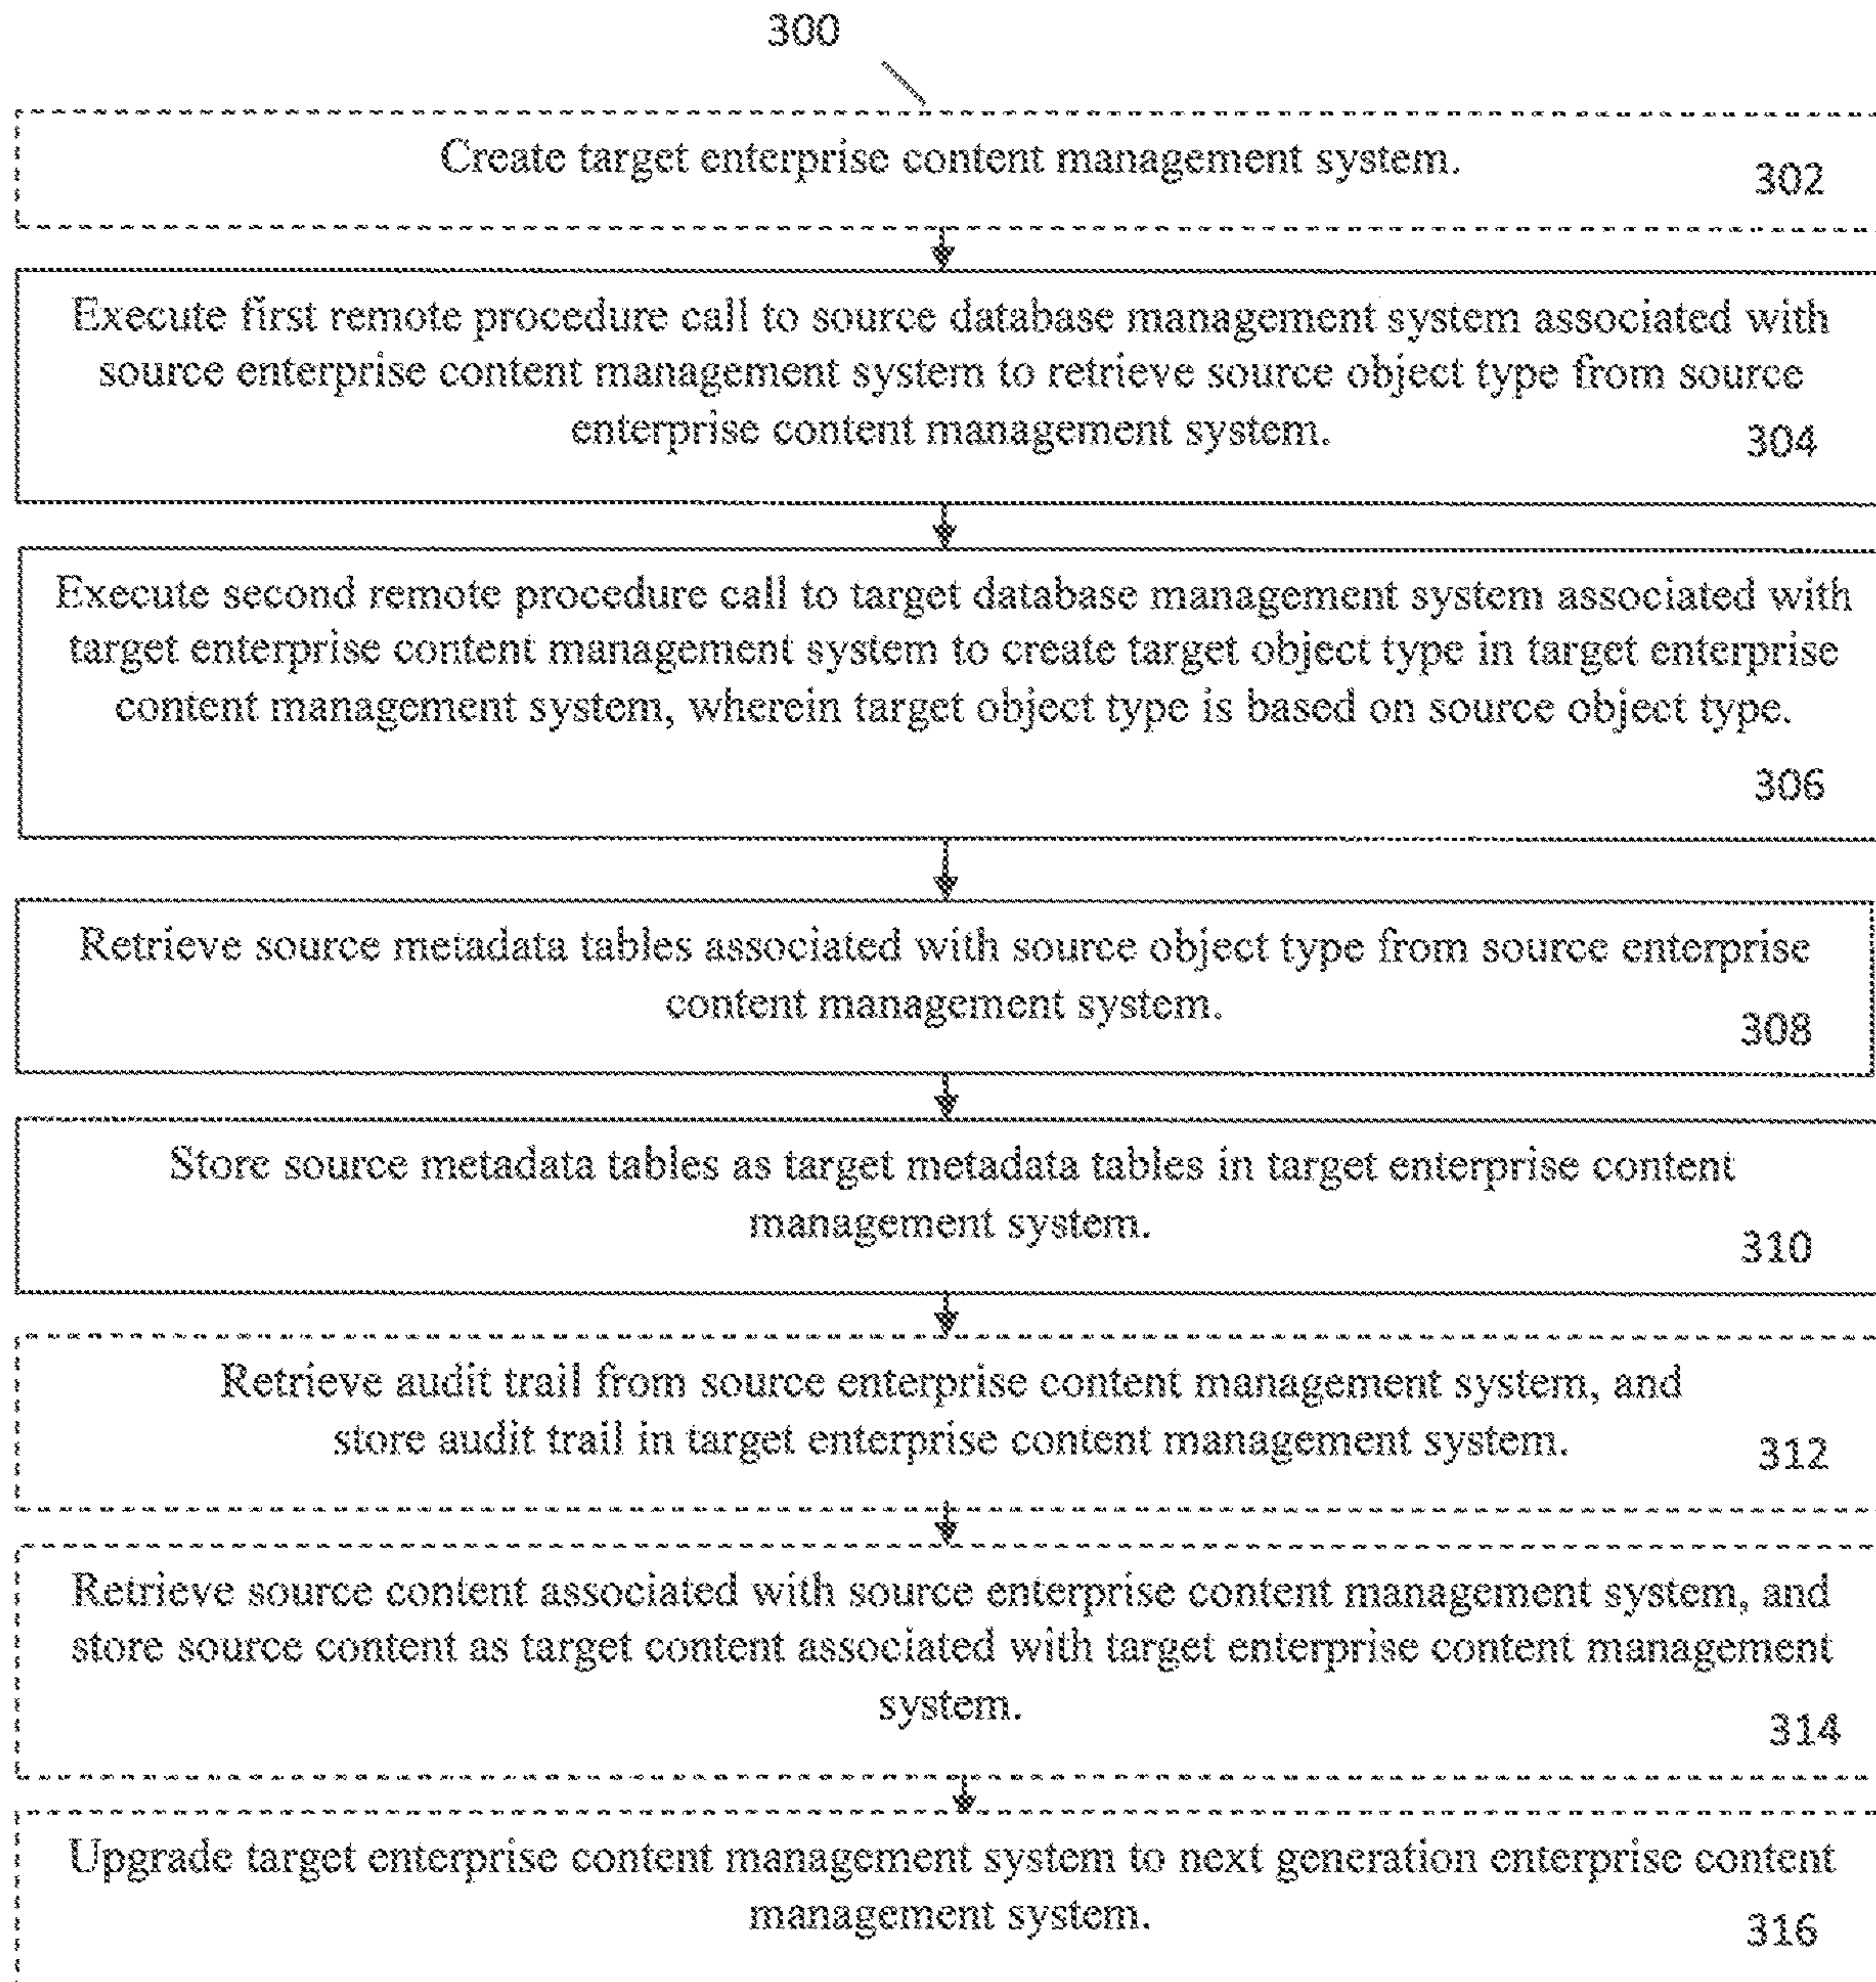 300
Create target enterprise content management system.
302
Execute first remote procedure call to source database management system associated with
source enterprise content management system to retrieve source object type from source
enterprise content management system.
304
Execute second remote procedure call to target database management system associated with
target enterprise content management system to create target object type in target enterprise
content management system, wherein target object type is based on source object type.
306
Retrieve source metadata tables associated with source object type from source enterprise
content management system.
308
Store source metadata tables as target metadata tables in target enterprise content
management system.
310
Retrieve audit trail from source enterprise content management system, and
store audit trail in target enterprise content management system.
312
Retrieve source content associated with source enterprise content management system, and
store source content as target content associated with target enterprise content management
system.
314
Upgrade target enterprise content management system to next generation enterprise content
management system.
316